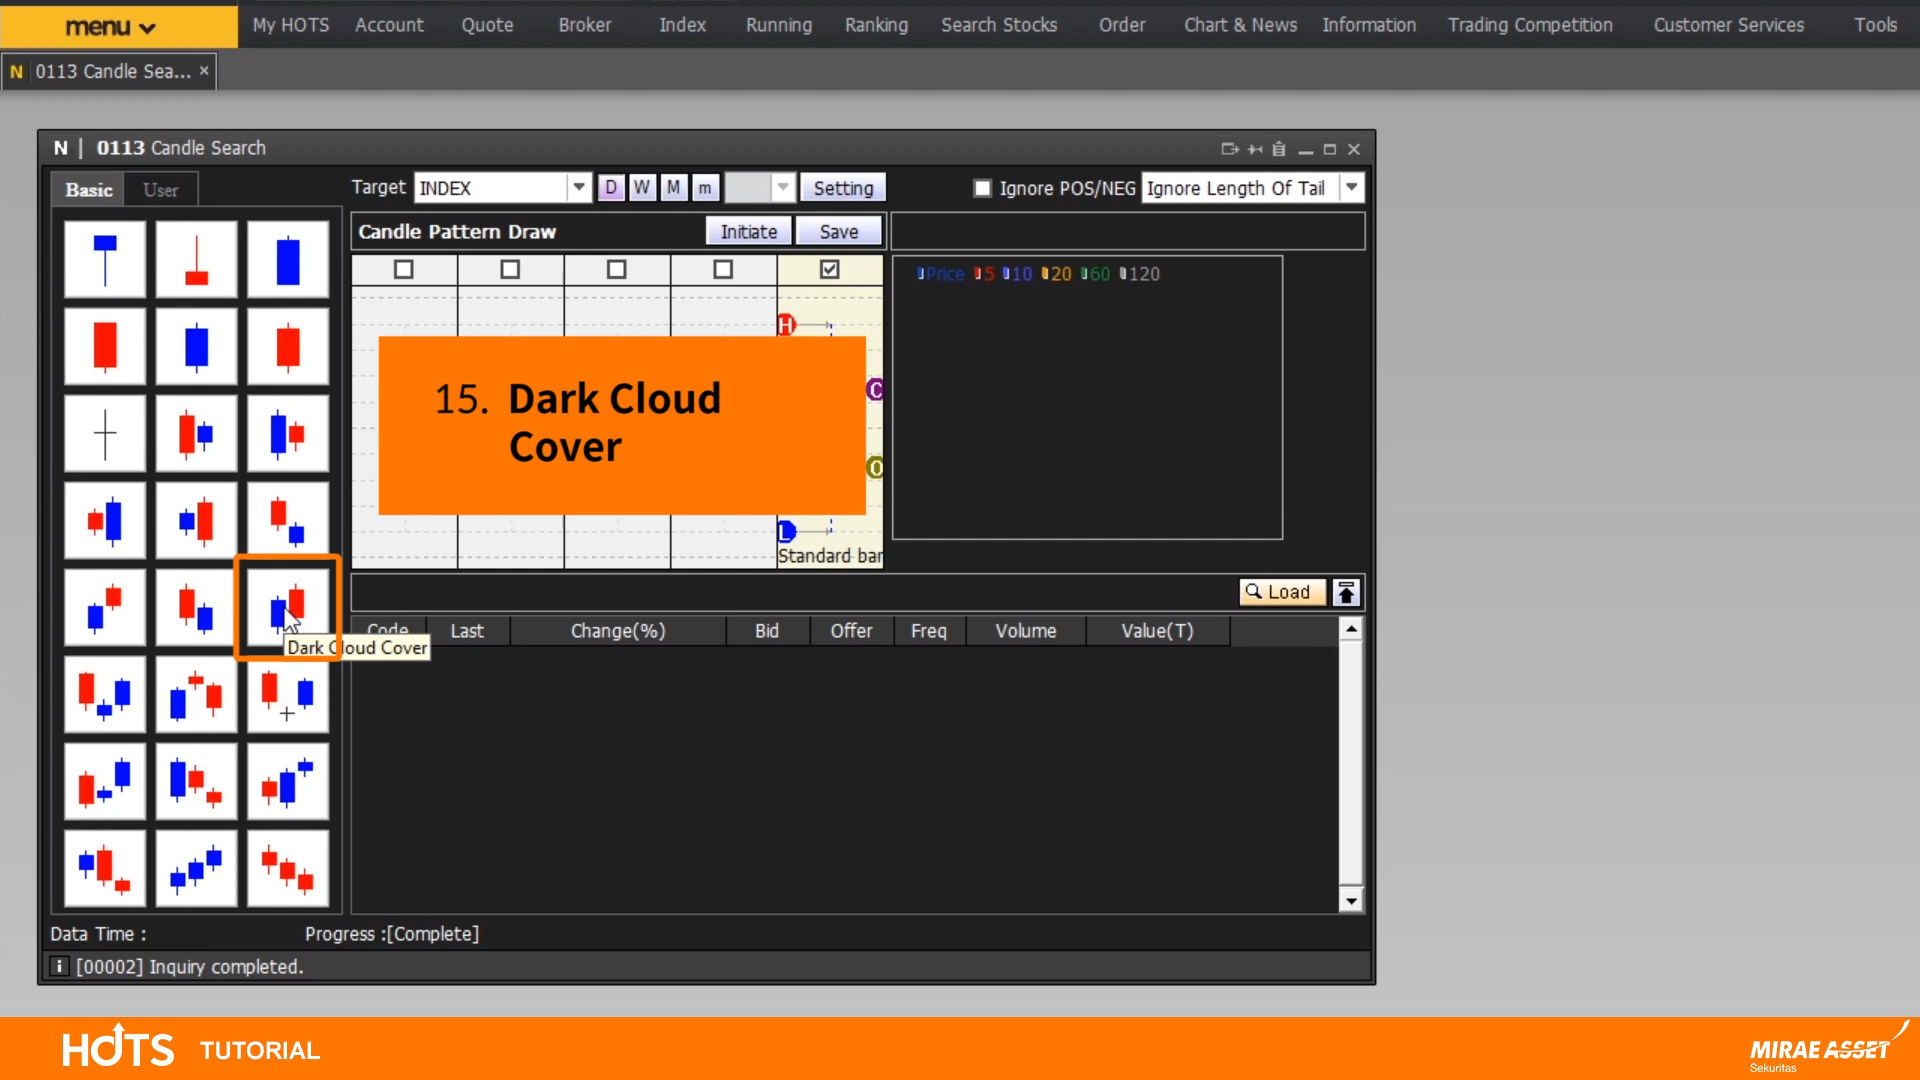 menu
My HOTS Account Quote Broker Index Running Ranking Search Stocks Order Chart & News Information Trading Competition Customer Services Tools
N 0113 Candle Sea... ×
N | 0113 Candle Search
Basic User
Target INDEX D W M m Setting Ignore POS/NEG Ignore Length Of Tail
Candle Pattern Draw Initiate Save
Price 5 10 20 60 120
H
C
O
L
15. Dark Cloud
Cover
Standard bar
Load
Code Last Change(%) Bid Offer Freq Volume Value(T)
Dark Cloud Cover
Data Time : Progress :[Complete]
i [00002] Inquiry completed.
HOTS TUTORIAL
MIRAE ASSET
Sekuritas